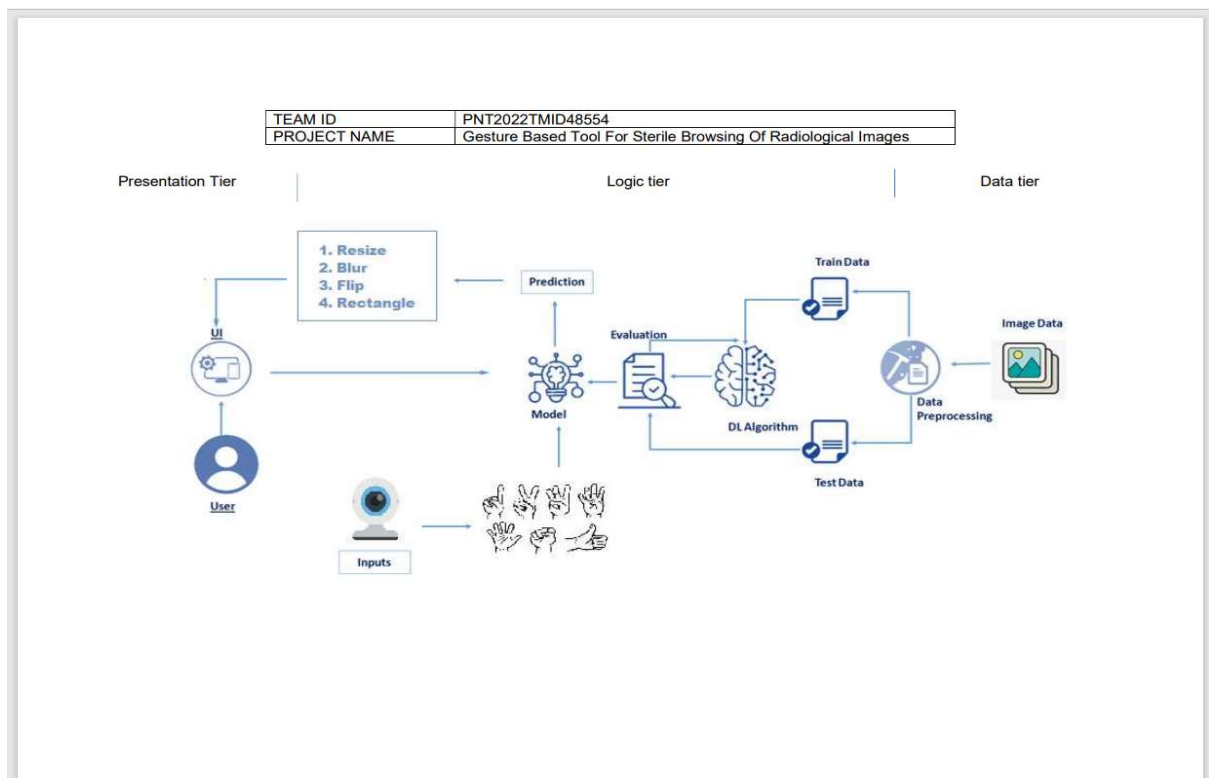 TEAM ID PNT2022TMID48554
PROJECT NAME Gesture Based Tool For Sterile Browsing Of Radiological Images
Presentation Tier Logic tier Data tier
1. Resize
2. Blur
3. Flip
4. Rectangle
Prediction
Train Data
UI
Evaluation
Image Data
Model
DL Algorithm
Data
Preprocessing
User
Test Data
Inputs